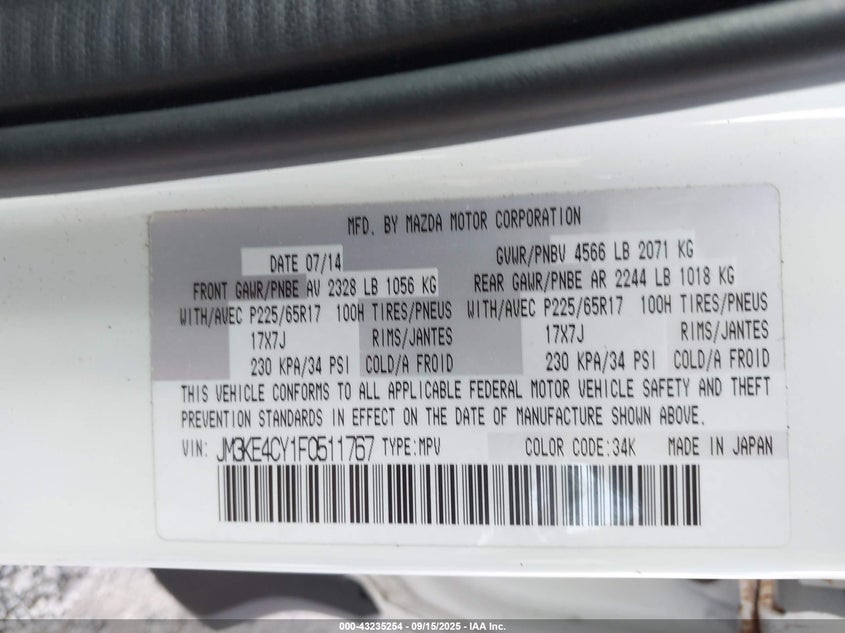 MFD. BY MAZDA MOTOR CORPORATION
DATE 07/14 GVWR/PNBV 4566 LB 2071 KG
FRONT GAWR/PNBE AV 2328 LB 1056 KG REAR GAWR/PNBE AR 2244 LB 1018 KG
WITH/AVEC P225/65R17 100H TIRES/PNEUS WITH/AVEC P225/65R17 100H TIRES/PNEUS
17X7J RIMS/JANTES 17X7J RIMS/JANTES
230 KPA/34 PSI COLD/A FROID 230 KPA/34 PSI COLD/A FROID
THIS VEHICLE CONFORMS TO ALL APPLICABLE FEDERAL MOTOR VEHICLE SAFETY AND THEFT
PREVENTION STANDARDS IN EFFECT ON THE DATE OF MANUFACTURE SHOWN ABOVE.
VIN: JM3KE4CY1F0511767 TYPE:MPV COLOR CODE:34K MADE IN JAPAN
000-43235254 - 09/15/2025 - IAA Inc.